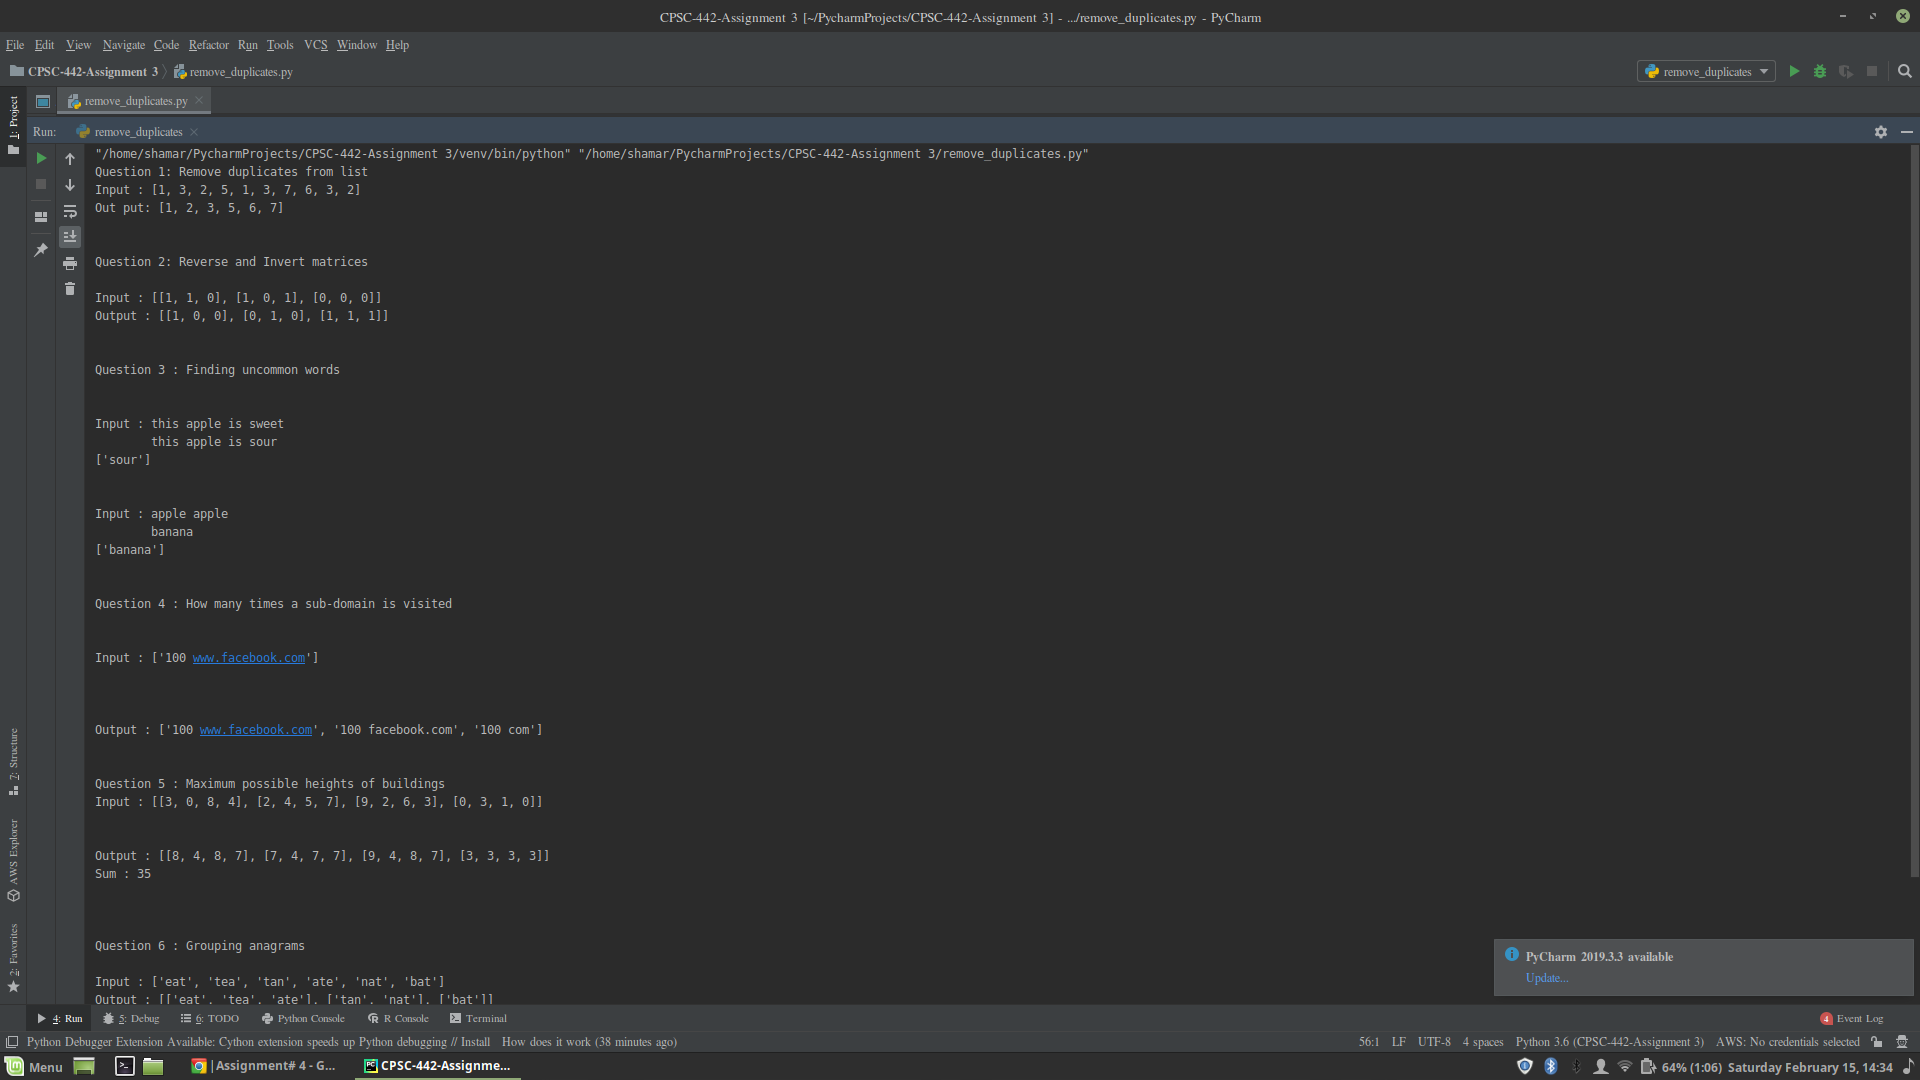 CPSC-442-Assignment 3 [~/PycharmProjects/CPSC-442-Assignment 3] - .../remove_duplicates.py - PyCharm
File Edit View Navigate Code Refactor Run Tools VCS Window Help
CPSC-442-Assignment 3 remove_duplicates.py
remove_duplicates
1: Project
remove_duplicates.py
Run: remove_duplicates
"/home/shamar/PycharmProjects/CPSC-442-Assignment 3/venv/bin/python" "/home/shamar/PycharmProjects/CPSC-442-Assignment 3/remove_duplicates.py"
Question 1: Remove duplicates from list
Input : [1, 3, 2, 5, 1, 3, 7, 6, 3, 2]
Out put: [1, 2, 3, 5, 6, 7]
Question 2: Reverse and Invert matrices
Input : [[1, 1, 0], [1, 0, 1], [0, 0, 0]]
Output : [[1, 0, 0], [0, 1, 0], [1, 1, 1]]
Question 3 : Finding uncommon words
Input : this apple is sweet
this apple is sour
['sour']
Input : apple apple
banana
['banana']
Question 4 : How many times a sub-domain is visited
Input : ['100 www.facebook.com']
Output : ['100 www.facebook.com', '100 facebook.com', '100 com']
Question 5 : Maximum possible heights of buildings
Input : [[3, 0, 8, 4], [2, 4, 5, 7], [9, 2, 6, 3], [0, 3, 1, 0]]
Output : [[8, 4, 8, 7], [7, 4, 7, 7], [9, 4, 8, 7], [3, 3, 3, 3]]
Sum : 35
Question 6 : Grouping anagrams
Input : ['eat', 'tea', 'tan', 'ate', 'nat', 'bat']
Output : [['eat', 'tea', 'ate'], ['tan', 'nat'], ['bat']]
7: Structure
AWS Explorer
2: Favorites
PyCharm 2019.3.3 available
Update...
4: Run 5: Debug 6: TODO Python Console R Console Terminal
4 Event Log
Python Debugger Extension Available: Cython extension speeds up Python debugging // Install How does it work (38 minutes ago)
56:1 LF UTF-8 4 spaces Python 3.6 (CPSC-442-Assignment 3) AWS: No credentials selected
Menu | Assignment# 4 - G... CPSC-442-Assignme... 64% (1:06) Saturday February 15, 14:34